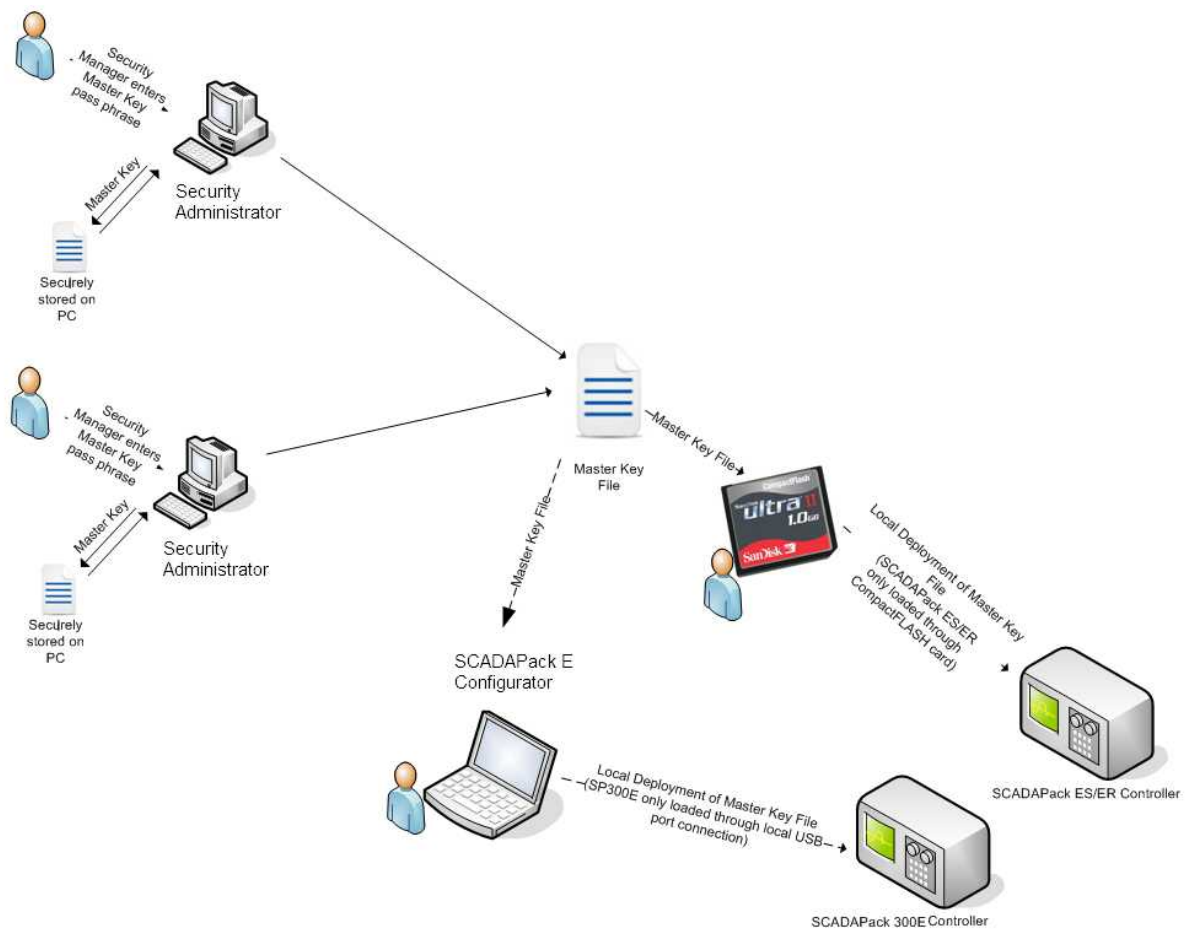 Security
Manager enters
Master Key
pass phrase
Master Key
Security
Administrator
Securely
stored on
PC
Security
Manager enters
Master Key
pass phrase
Master Key
Security
Administrator
Securely
stored on
PC
Master Key
File
Master Key File
Master Key File
CompactFlash
ultra II
1.0GB
SanDisk
Local Deployment of Master Key
File
(SCADAPack ES/ER
only loaded through
CompactFLASH card)
SCADAPack E
Configurator
Local Deployment of Master Key File
(SP300E only loaded through local USB
port connection)
SCADAPack ES/ER Controller
SCADAPack 300E Controller